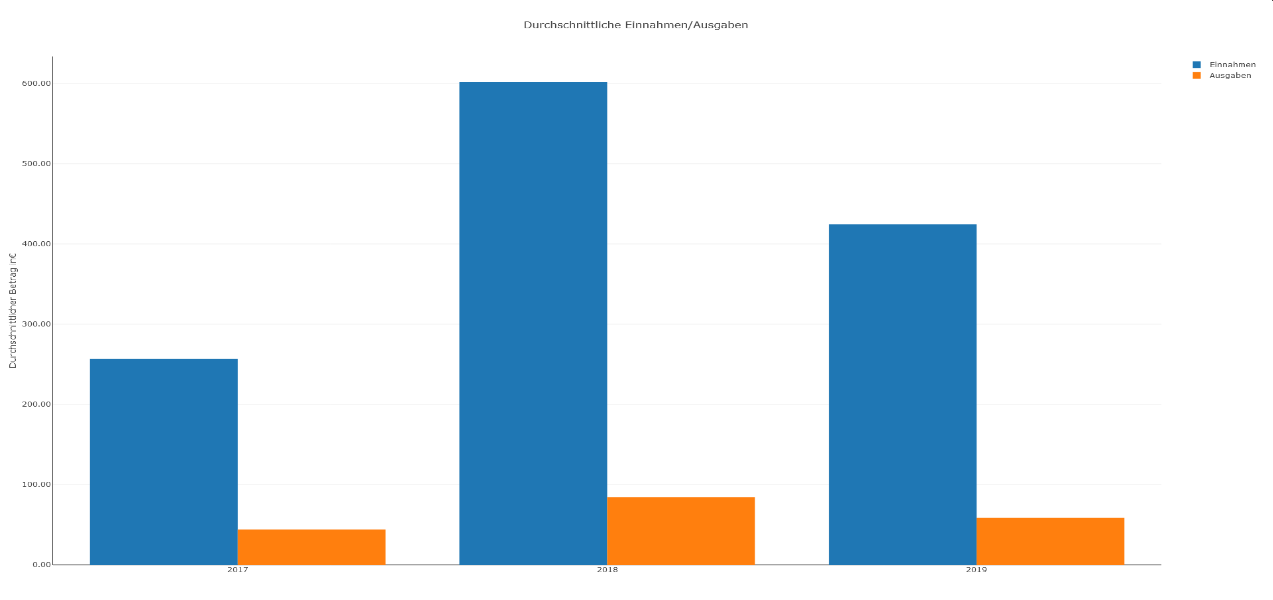 Durchschnittliche Einnahmen/Ausgaben
Einnahmen
Ausgaben
600.00
500.00
400.00
300.00
200.00
100.00
0.00
Durchschnittlicher Betrag in €
2017
2018
2019